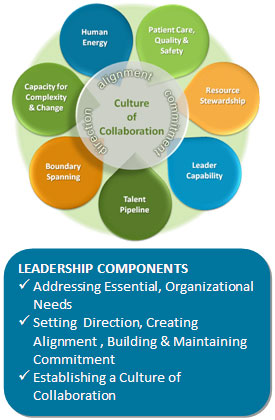 Human
Energy
Patient Care,
Quality &
Safety
Capacity for
Complexity
& Change
alignment
Resource
Stewardship
direction
Culture
of
Collaboration
commitment
Boundary
Spanning
Leader
Capability
Talent
Pipeline
LEADERSHIP COMPONENTS
✓ Addressing Essential, Organizational
Needs
✓ Setting Direction, Creating
Alignment , Building & Maintaining
Commitment
✓ Establishing a Culture of
Collaboration